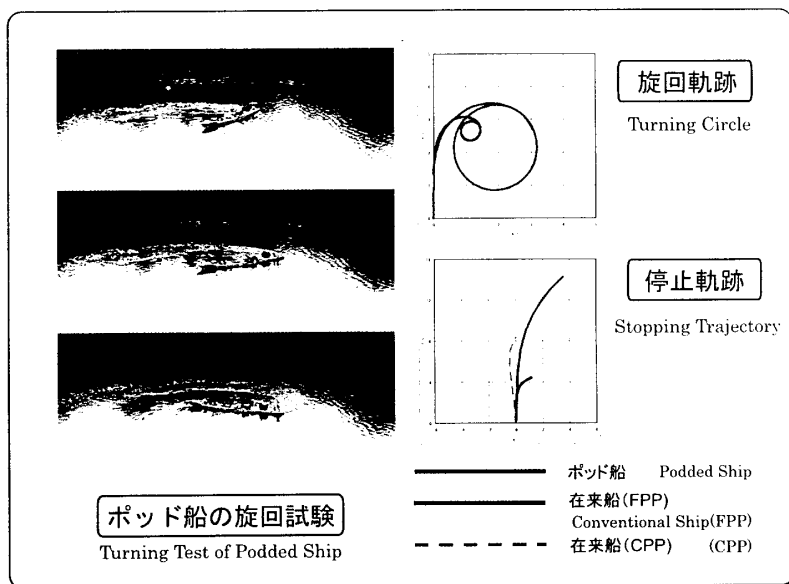 旋回軌跡
Turning Circle
停止軌跡
Stopping Trajectory
ポッド船 Podded Ship
在来船(FPP)
Conventional Ship(FPP)
在来船(CPP) (CPP)
ポッド船の旋回試験
Turning Test of Podded Ship